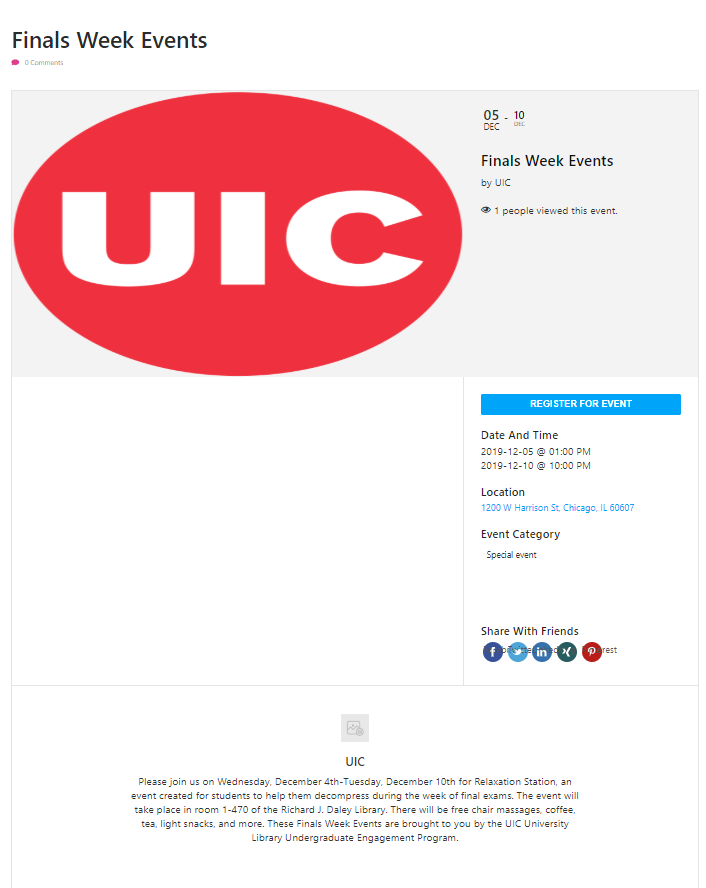 Finals Week Events
0 Comments
UIC
05 - 10
DEC DEC
Finals Week Events
by UIC
1 people viewed this event.
REGISTER FOR EVENT
Date And Time
2019-12-05 @ 01:00 PM
2019-12-10 @ 10:00 PM
Location
1200 W Harrison St, Chicago, IL 60607
Event Category
Special event
Share With Friends
UIC
Please join us on Wednesday, December 4th-Tuesday, December 10th for Relaxation Station, an
event created for students to help them decompress during the week of final exams. The event will
take place in room 1-470 of the Richard J. Daley Library. There will be free chair massages, coffee,
tea, light snacks, and more. These Finals Week Events are brought to you by the UIC University
Library Undergraduate Engagement Program.